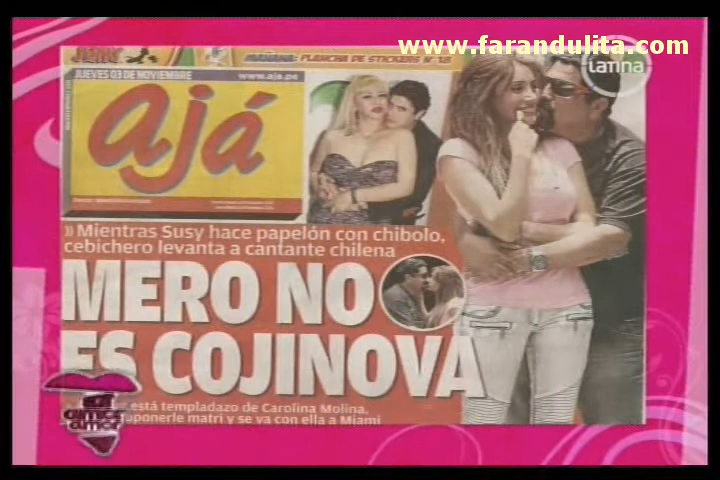 www.farandulita.com
Latina
MAÑANA: PLANCHA DE STICKERS Nº18
JUEVES 03 DE NOVIEMBRE
www.aja.pe
ajá
» Mientras Susy hace papelón con chibolo,
cebichero levanta a cantante chilena
MERO NO
ES COJINOVA
está templadazo de Carolina Molina.
ponerle matri y se va con ella a Miami
amor amor